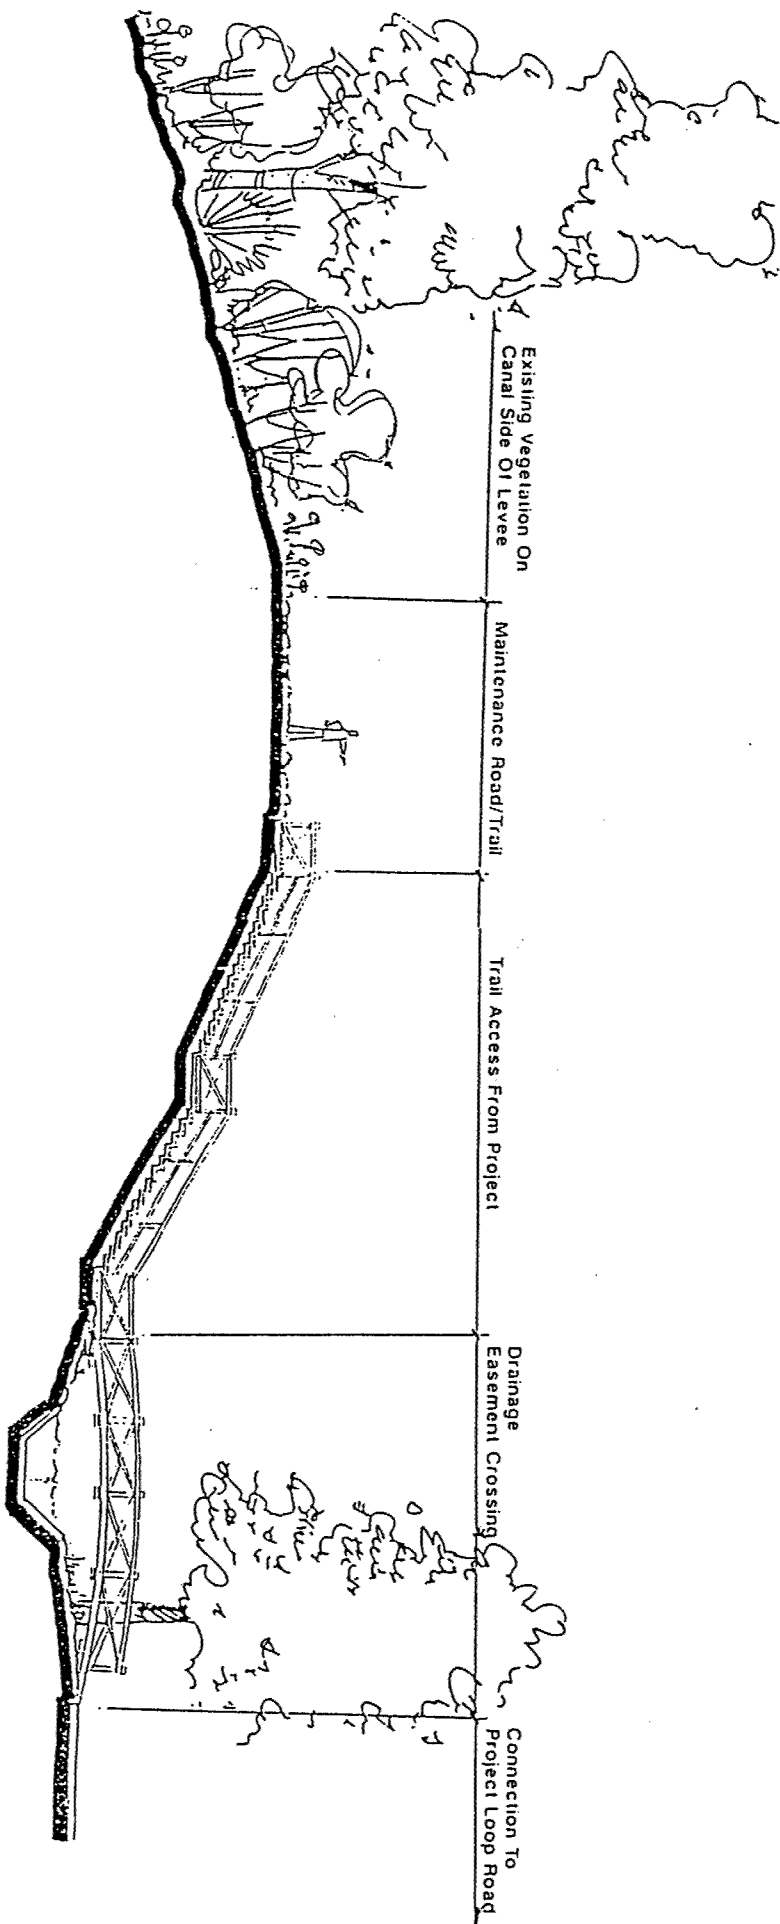 Existing Vegetation On
Canal Side Of Levee
Maintenance Road/Trail
Trail Access From Project
Drainage
Easement Crossing
Connection To
Project Loop Road